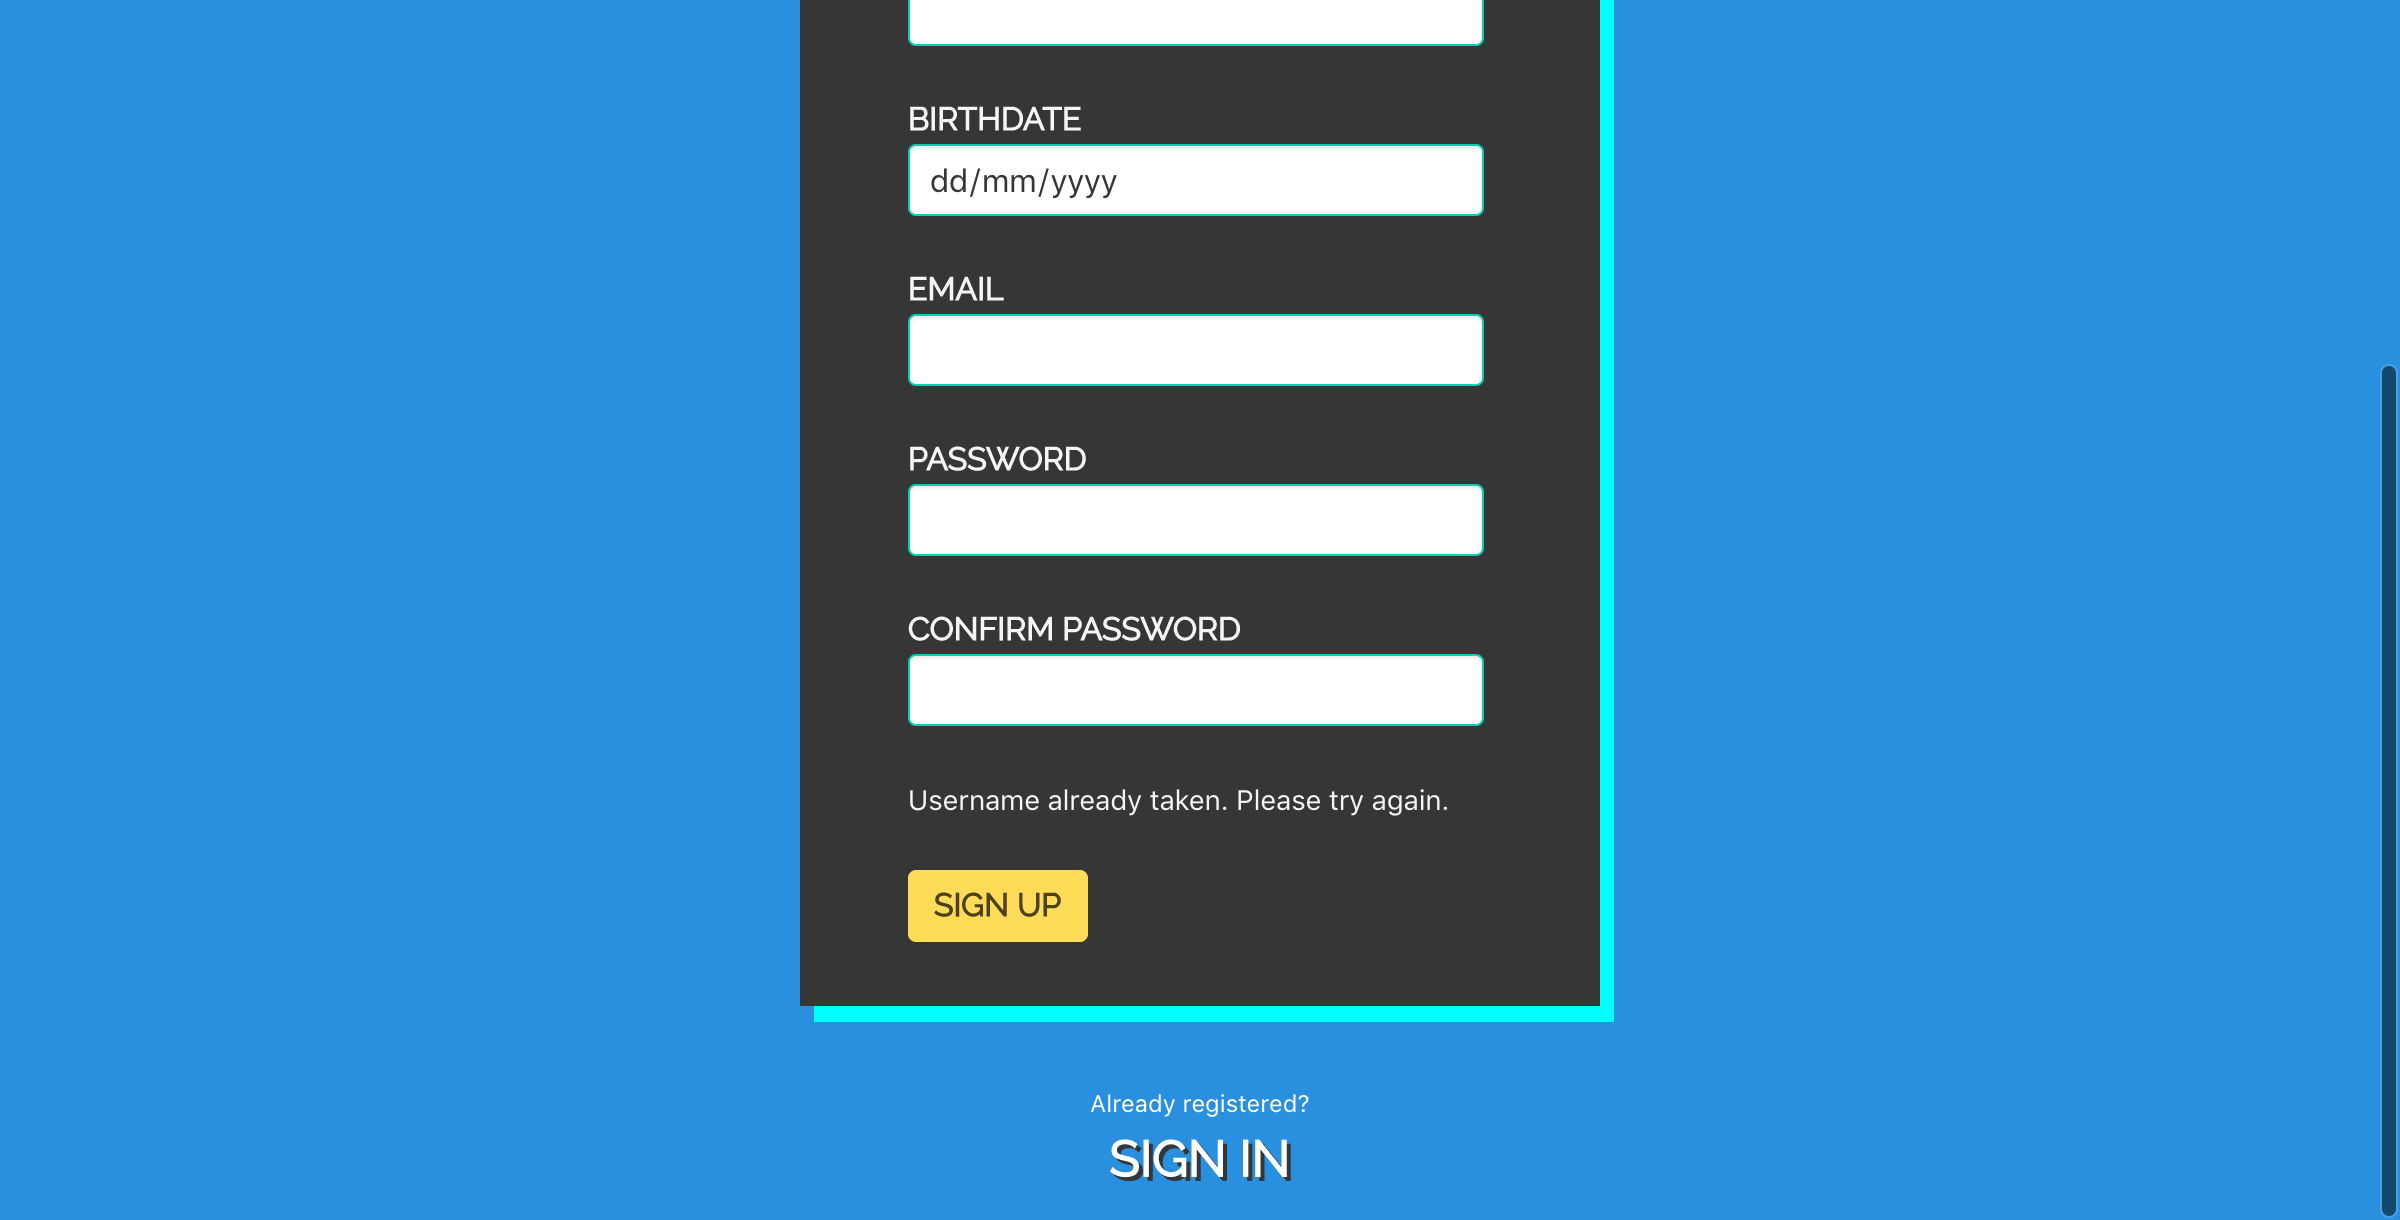 BIRTHDATE
dd/mm/yyyy
EMAIL
PASSWORD
CONFIRM PASSWORD
Username already taken. Please try again.
SIGN UP
Already registered?
SIGN IN